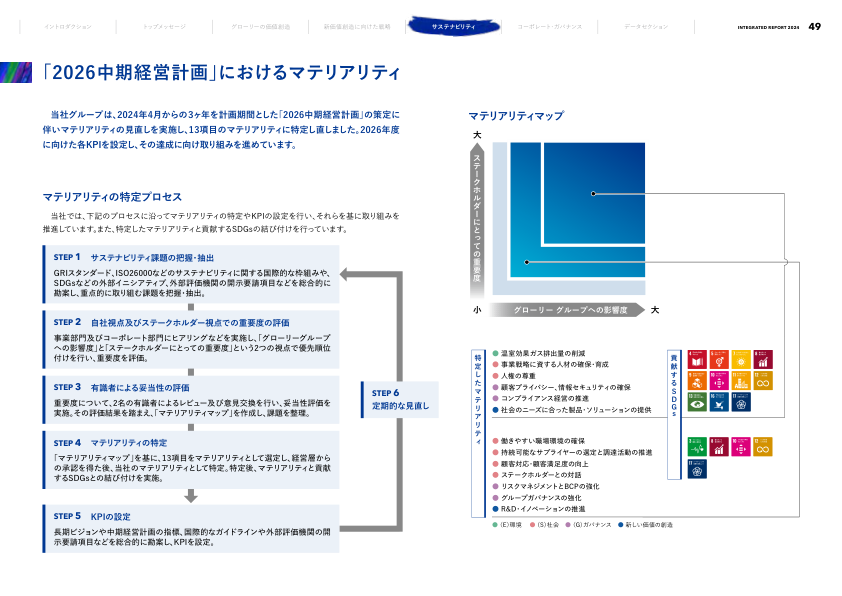 イントロダクション
トップメッセージ
グローリーの価値創造
新価値創造に向けた戦略
サステナビリティ
コーポレート・ガバナンス
データセクション
INTEGRATED REPORT 2024 49
「2026中期経営計画」におけるマテリアリティ
当社グループは、2024年4月からの3ヶ年を計画期間とした「2026中期経営計画」の策定に
伴いマテリアリティの見直しを実施し、13項目のマテリアリティに特定し直しました。2026年度
に向けた各KPIを設定し、その達成に向け取り組みを進めています。
マテリアリティの特定プロセス
当社では、下記のプロセスに沿ってマテリアリティの特定やKPIの設定を行い、それらを基に取り組みを
推進しています。また、特定したマテリアリティと貢献するSDGsの結び付けを行っています。
STEP 1 サステナビリティ課題の把握・抽出
GRIスタンダード、ISO26000などのサステナビリティに関する国際的な枠組みや、
SDGsなどの外部イニシアティブ、外部評価機関の開示要請項目などを総合的に
勘案し、重点的に取り組む課題を把握・抽出。
STEP 2 自社視点及びステークホルダー視点での重要度の評価
事業部門及びコーポレート部門にヒアリングなどを実施し、「グローリーグループ
への影響度」と「ステークホルダーにとっての重要度」という2つの視点で優先順位
付けを行い、重要度を評価。
STEP 3 有識者による妥当性の評価
重要度について、2名の有識者によるレビュー及び意見交換を行い、妥当性評価を
実施。その評価結果を踏まえ、「マテリアリティマップ」を作成し、課題を整理。
STEP 4 マテリアリティの特定
「マテリアリティマップ」を基に、13項目をマテリアリティとして選定し、経営層から
の承認を得た後、当社のマテリアリティとして特定。特定後、マテリアリティと貢献
するSDGsとの結び付けを実施。
STEP 5 KPIの設定
長期ビジョンや中期経営計画の指標、国際的なガイドラインや外部評価機関の開
示要請項目などを総合的に勘案し、KPIを設定。
STEP 6
定期的な見直し
マテリアリティマップ
大
ステークホルダーにとっての重要度
小
グローリー グループへの影響度
大
特定したマテリアリティ
温室効果ガス排出量の削減
事業戦略に資する人材の確保・育成
人権の尊重
顧客プライバシー、情報セキュリティの確保
コンプライアンス経営の推進
社会のニーズに合った製品・ソリューションの提供
働きやすい職場環境の確保
持続可能なサプライヤーの選定と調達活動の推進
顧客対応・顧客満足度の向上
ステークホルダーとの対話
リスクマネジメントとBCPの強化
グループガバナンスの強化
R&D・イノベーションの推進
貢献するSDGs
(E)環境 (S)社会 (G)ガバナンス 新しい価値の創造